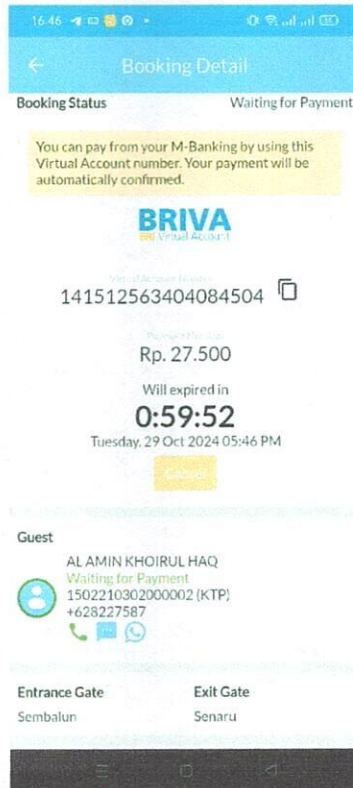 16.46
Booking Detail
Booking Status Waiting for Payment
You can pay from your M-Banking by using this
Virtual Account number. Your payment will be
automatically confirmed.
BRIVA
BRI Virtual Account
Virtual Account Number
141512563404084504
Rp. 27.500
Will expired in
0:59:52
Tuesday, 29 Oct 2024 05:46 PM
Cancel
Guest
AL AMIN KHOIRUL HAQ
Waiting for Payment
1502210302000002 (KTP)
+628227587
Entrance Gate Exit Gate
Sembalun Senaru